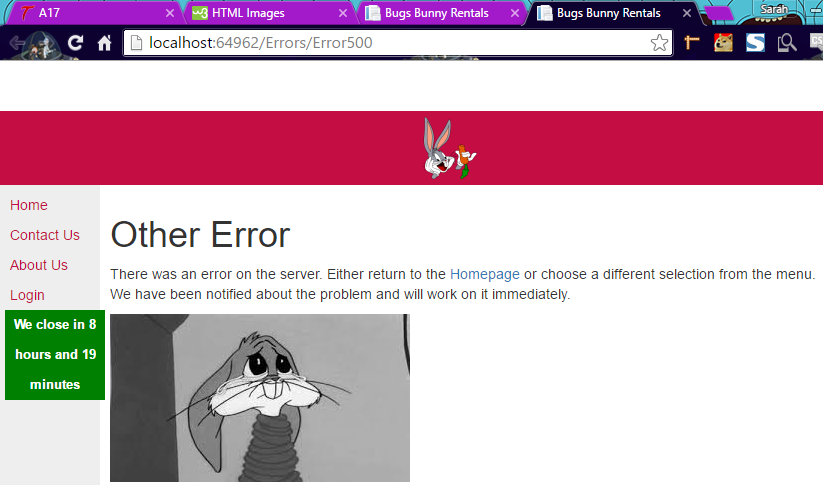 A17
HTML Images
Bugs Bunny Rentals
Bugs Bunny Rentals
Sarah
localhost:64962/Errors/Error500
Home
Contact Us
About Us
Login
We close in 8
hours and 19
minutes
Other Error
There was an error on the server. Either return to the Homepage or choose a different selection from the menu.
We have been notified about the problem and will work on it immediately.